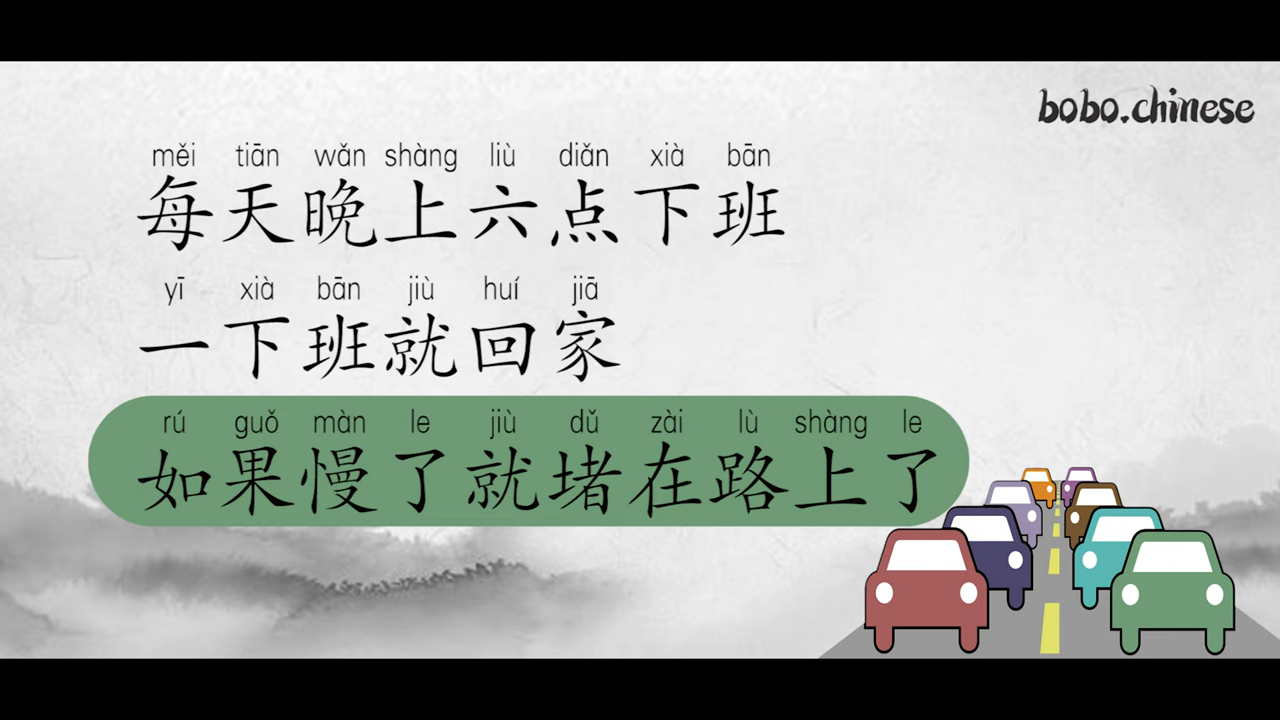 bobo.chinese
měi tiān wǎn shàng liù diǎn xià bān
每天晚上六点下班
yī xià bān jiù huí jiā
一下班就回家
rú guǒ màn le jiù dǔ zài lù shàng le
如果慢了就堵在路上了